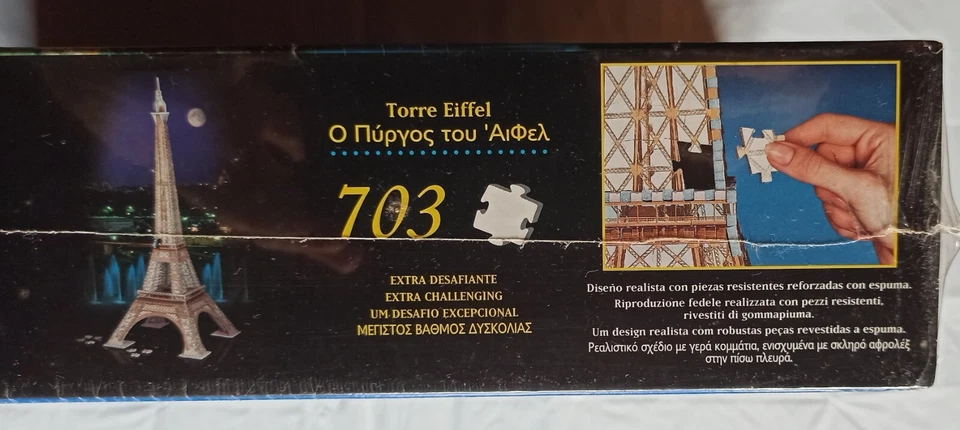 Torre Eiffel
Ο Πύργος του 'Αιφελ
703
EXTRA DESAFIANTE
EXTRA CHALLENGING
UM DESAFIO EXCEPCIONAL
ΜΕΓΙΣΤΟΣ ΒΑΘΜΟΣ ΔΥΣΚΟΛΙΑΣ
Diseño realista con piezas resistentes reforzadas con espuma.
Riproduzione fedele realizzata con pezzi resistenti,
rivestiti di gommapiuma.
Um design realista com robustas peças revestidas a espuma.
Ρεαλιστικό σχέδιο με γερά κομμάτια, ενισχυμένα με σκληρό αφρολέξ
στην πίσω πλευρά.